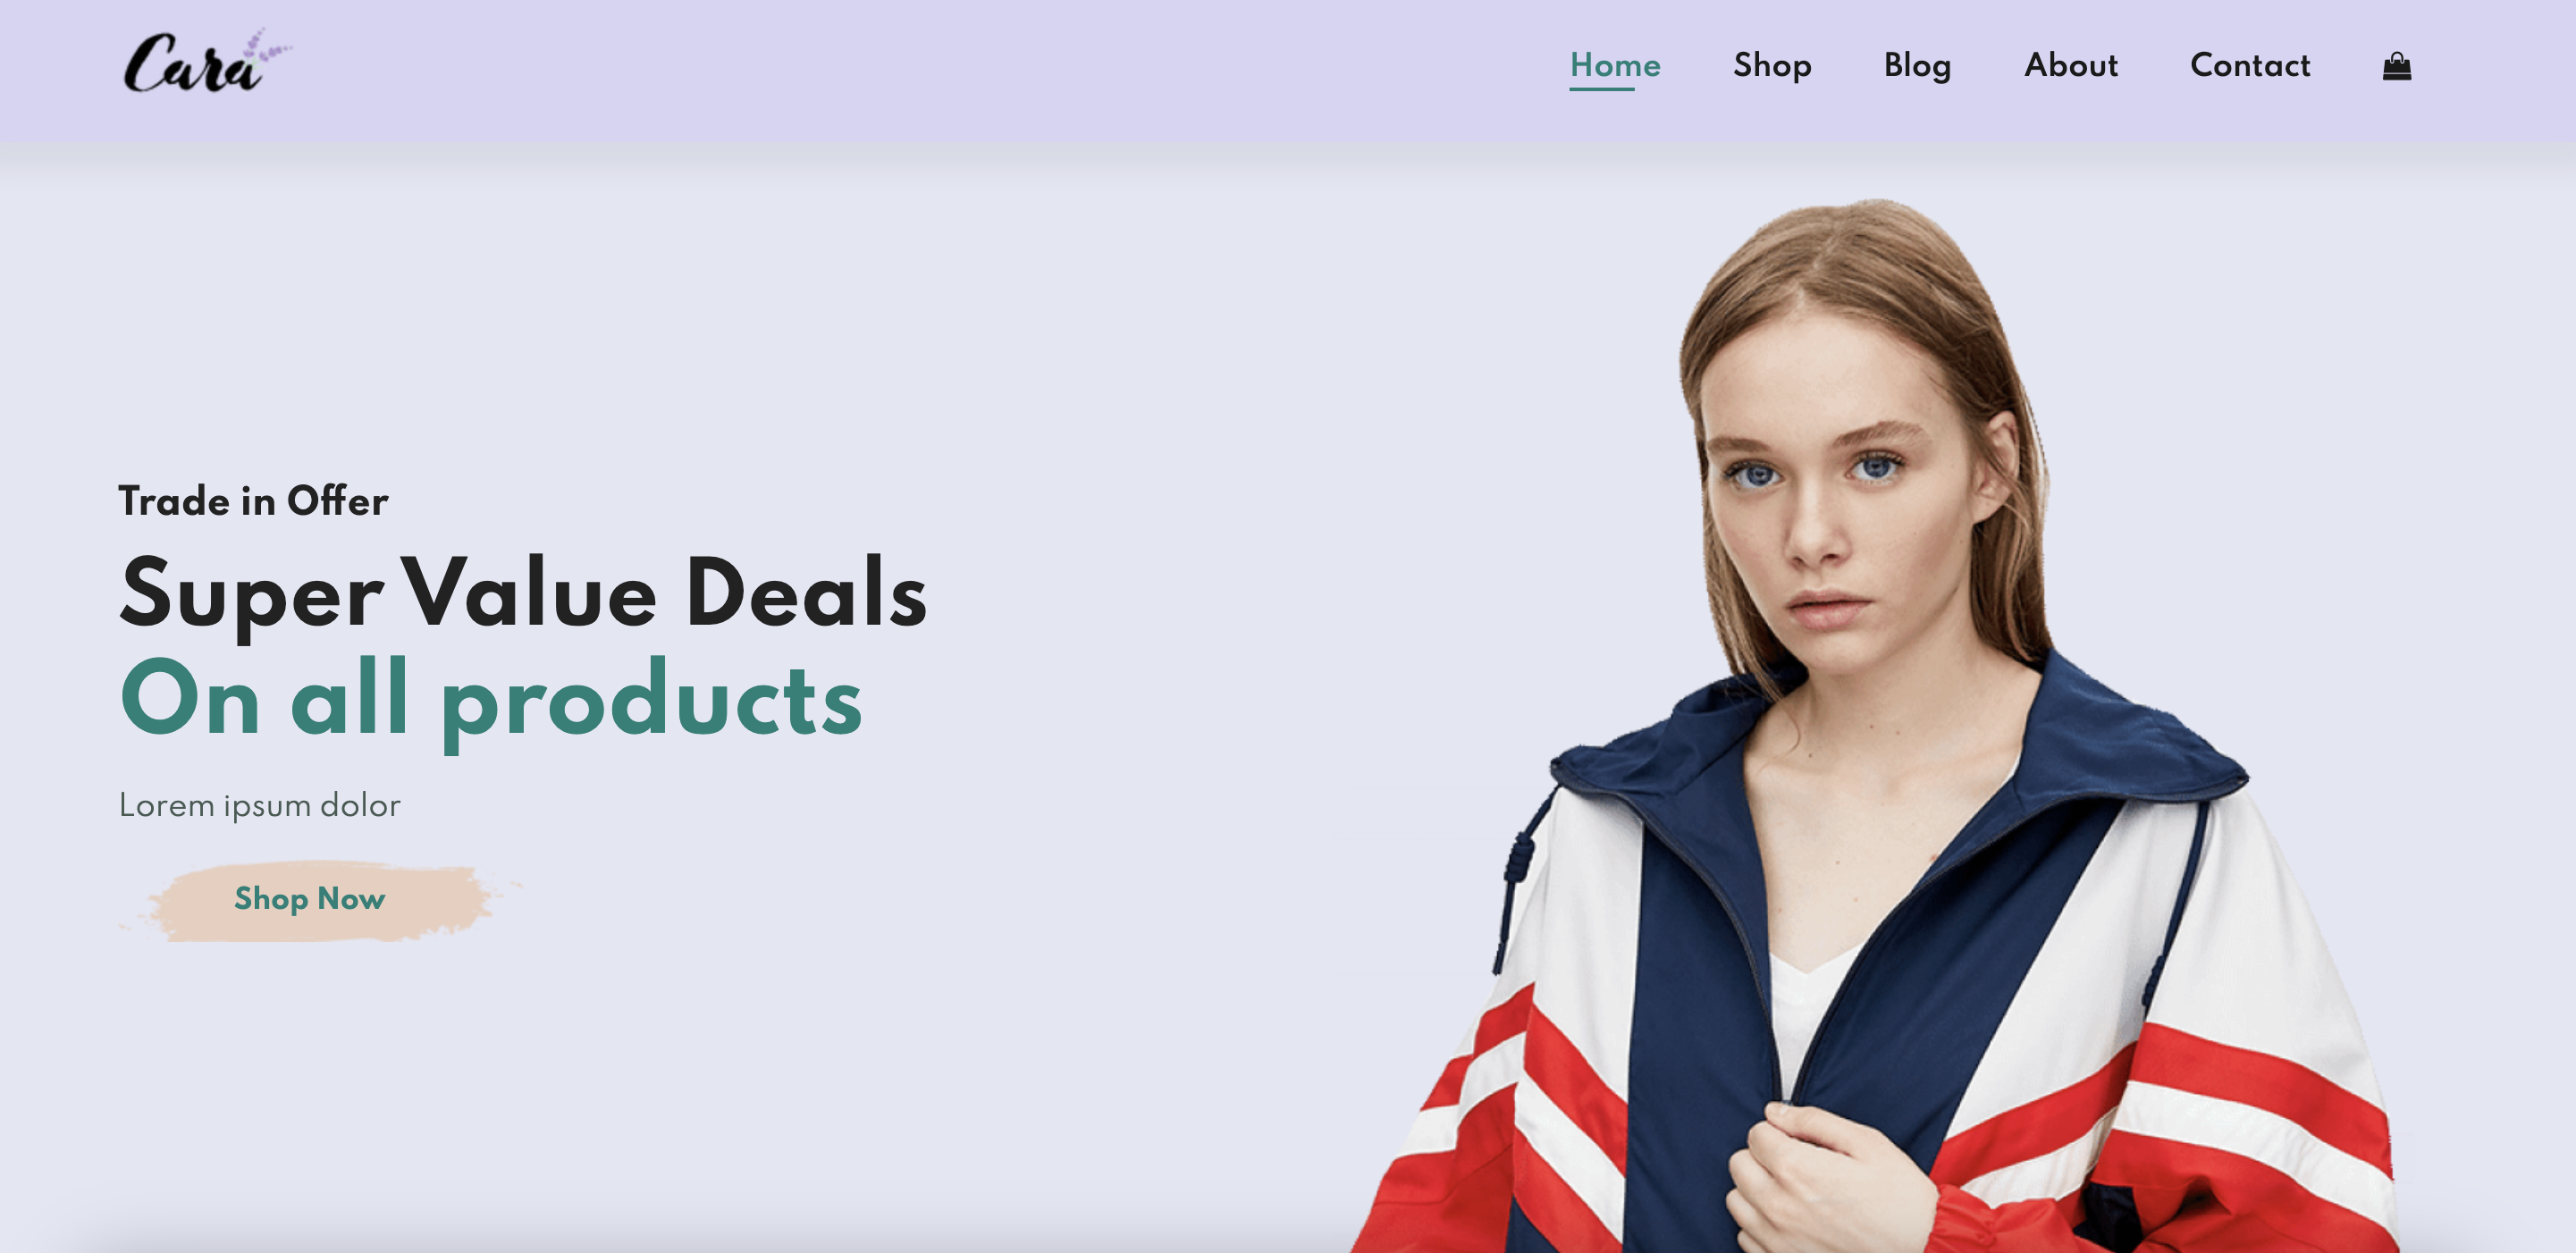 Cara
Home Shop Blog About Contact
Trade in Offer
Super Value Deals
On all products
Lorem ipsum dolor
Shop Now